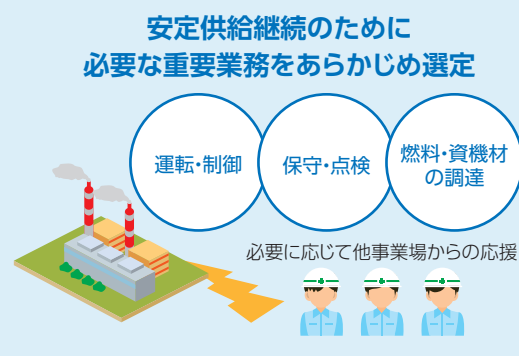 安定供給継続のために
必要な重要業務をあらかじめ選定
運転・制御
保守・点検
燃料・資機材
の調達
必要に応じて他事業場からの応援